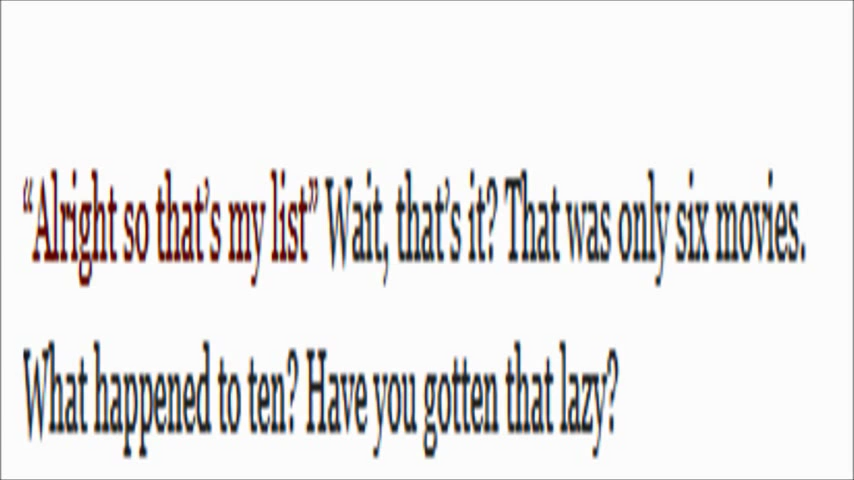 “Alright so that’s my list” Wait, that’s it? That was only six movies.
What happened to ten? Have you gotten that lazy?